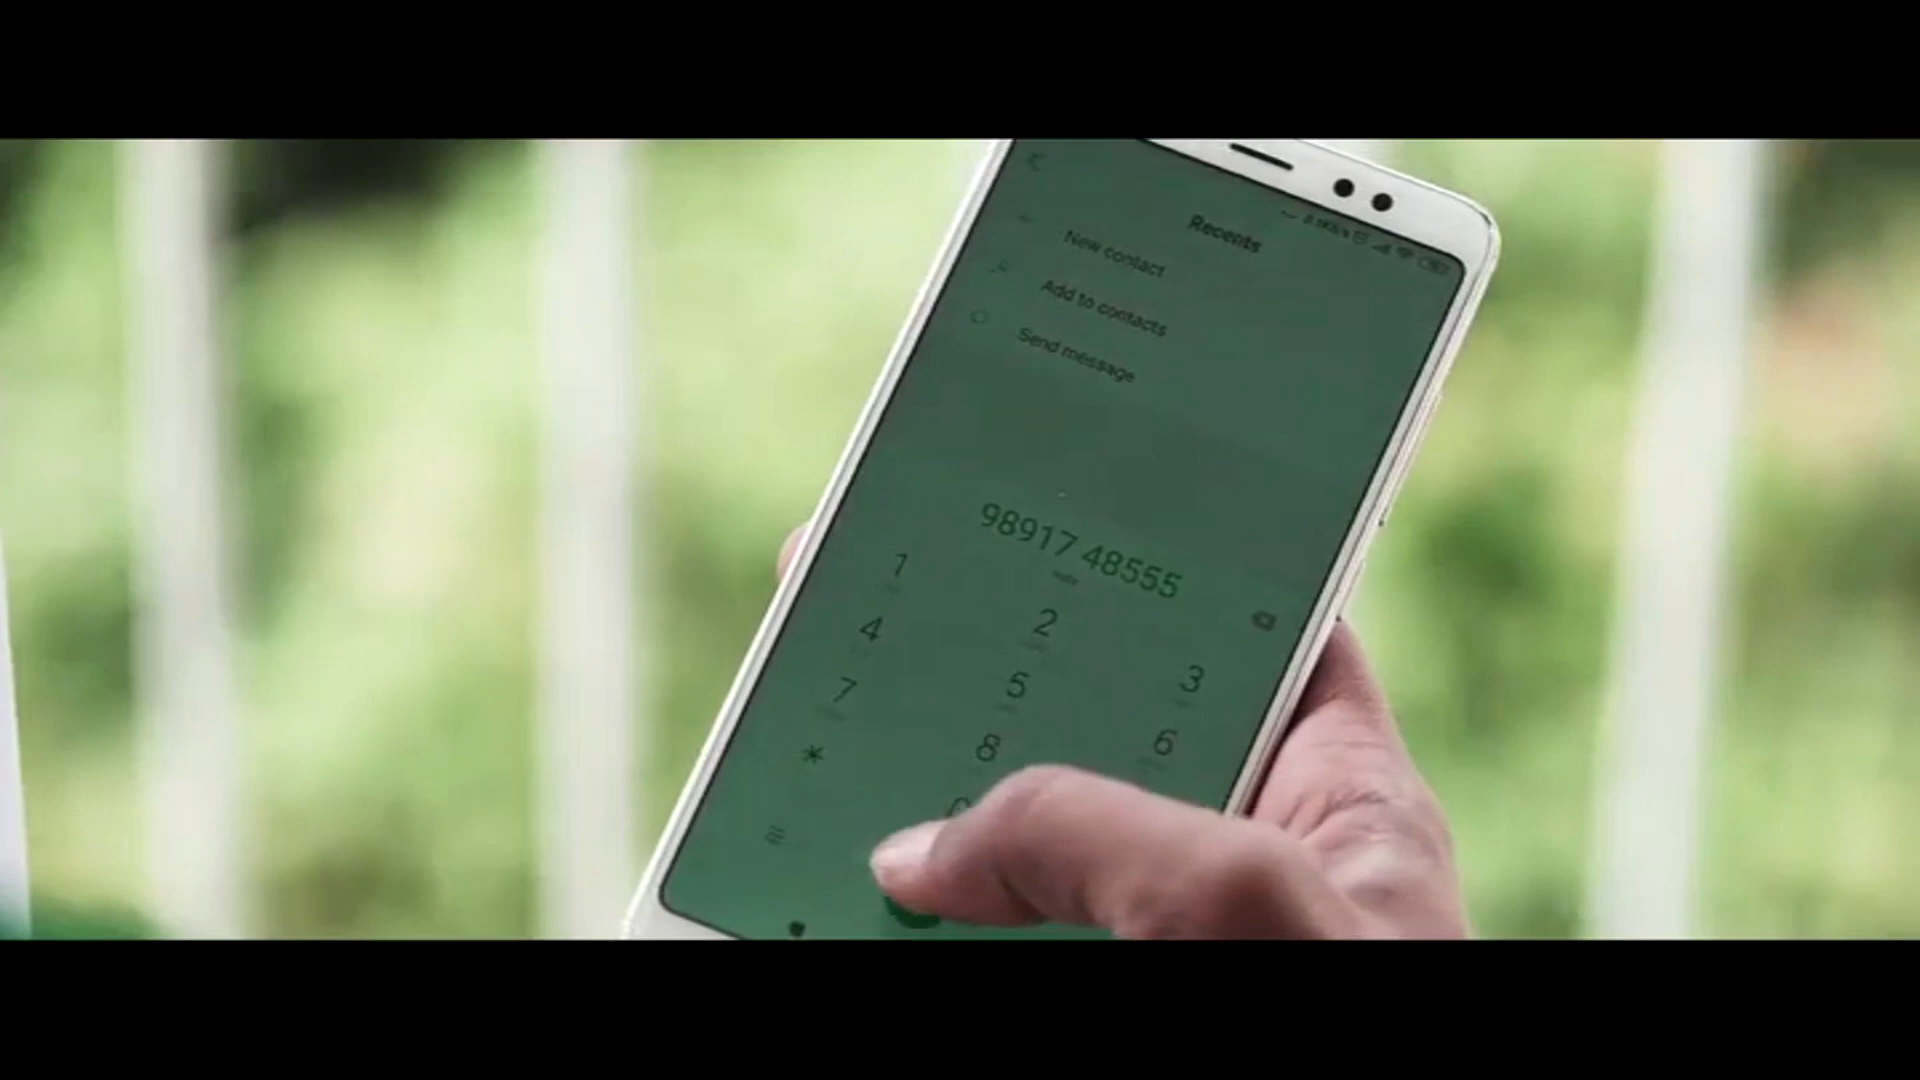 Recents
New contact
Add to contacts
Send message
98917 48555
1
2
3
4
5
6
7
8
*